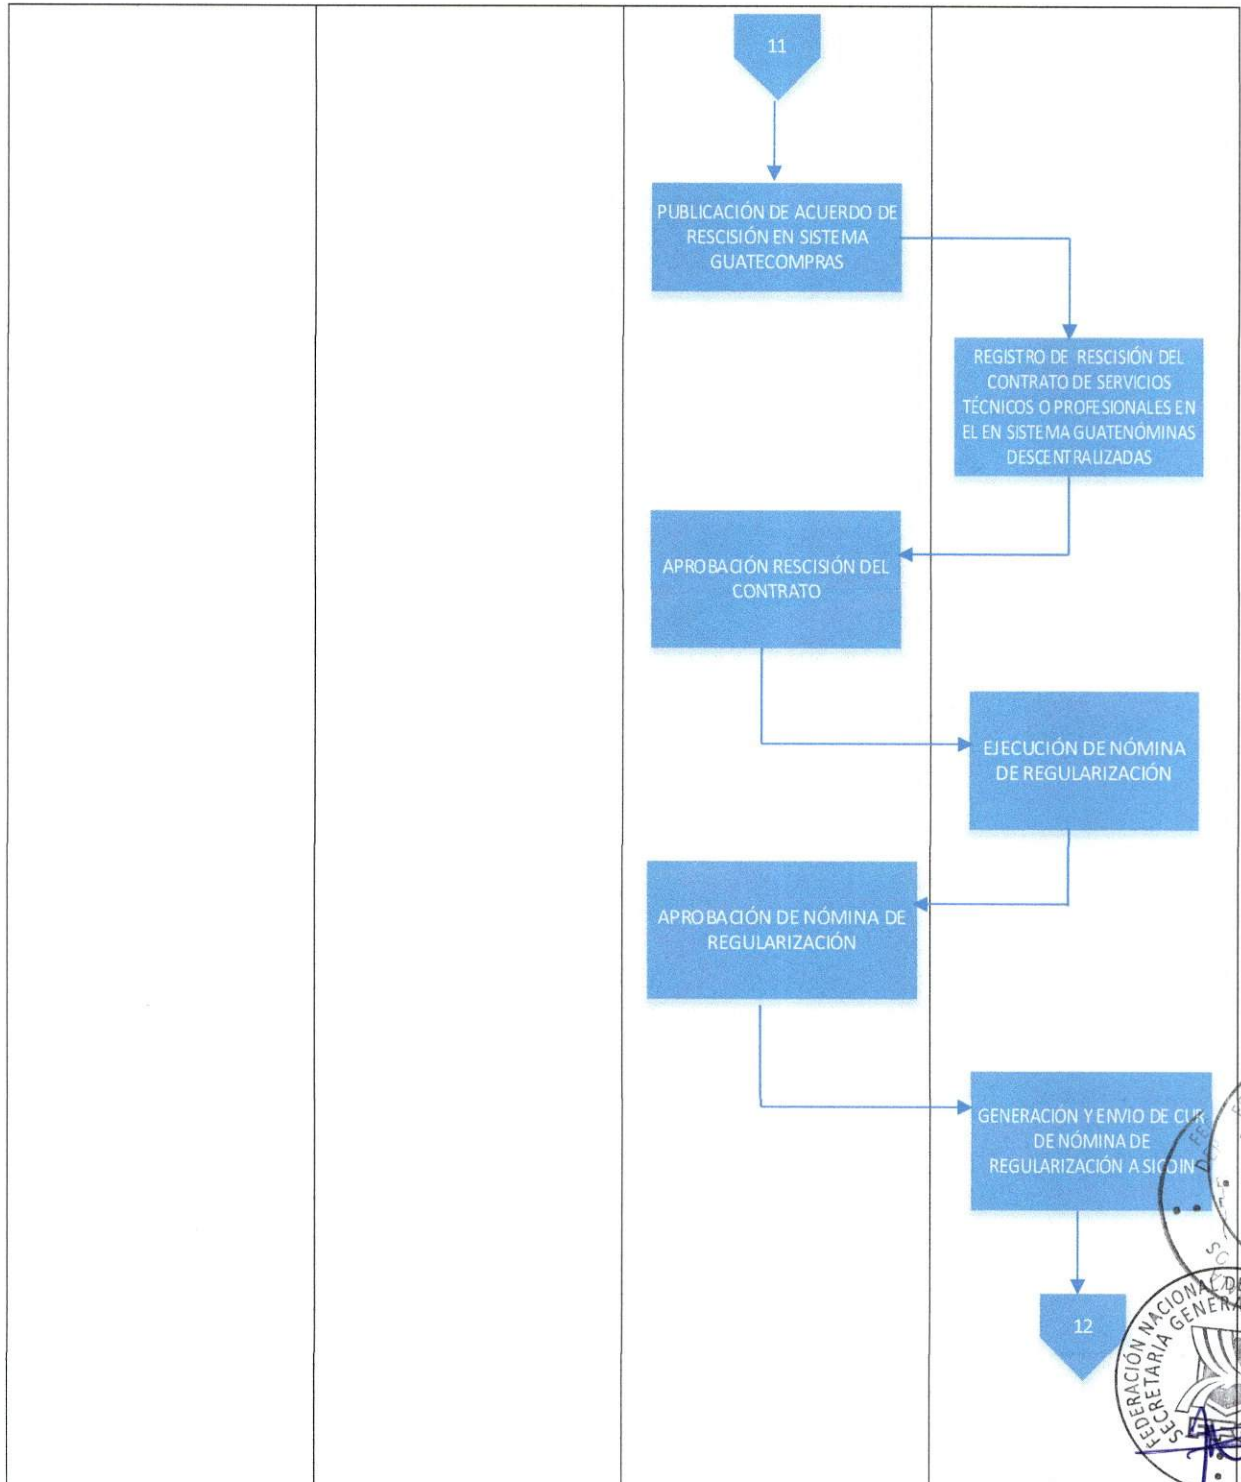 11
PUBLICACIÓN DE ACUERDO DE
RESCISIÓN EN SISTEMA
GUATECOMPRAS
REGISTRO DE RESCISIÓN DEL
CONTRATO DE SERVICIOS
TÉCNICOS O PROFESIONALES EN
EL EN SISTEMA GUATENÓMINAS
DESCENTRALIZADAS
APROBACIÓN RESCISIÓN DEL
CONTRATO
EJECUCIÓN DE NÓMINA
DE REGULARIZACIÓN
APROBACIÓN DE NÓMINA DE
REGULARIZACIÓN
GENERACIÓN Y ENVIO DE CUR
DE NÓMINA DE
REGULARIZACIÓN A SICOIN
12
FEDERACIÓN NACIONAL DE
SECRETARIA GENERA